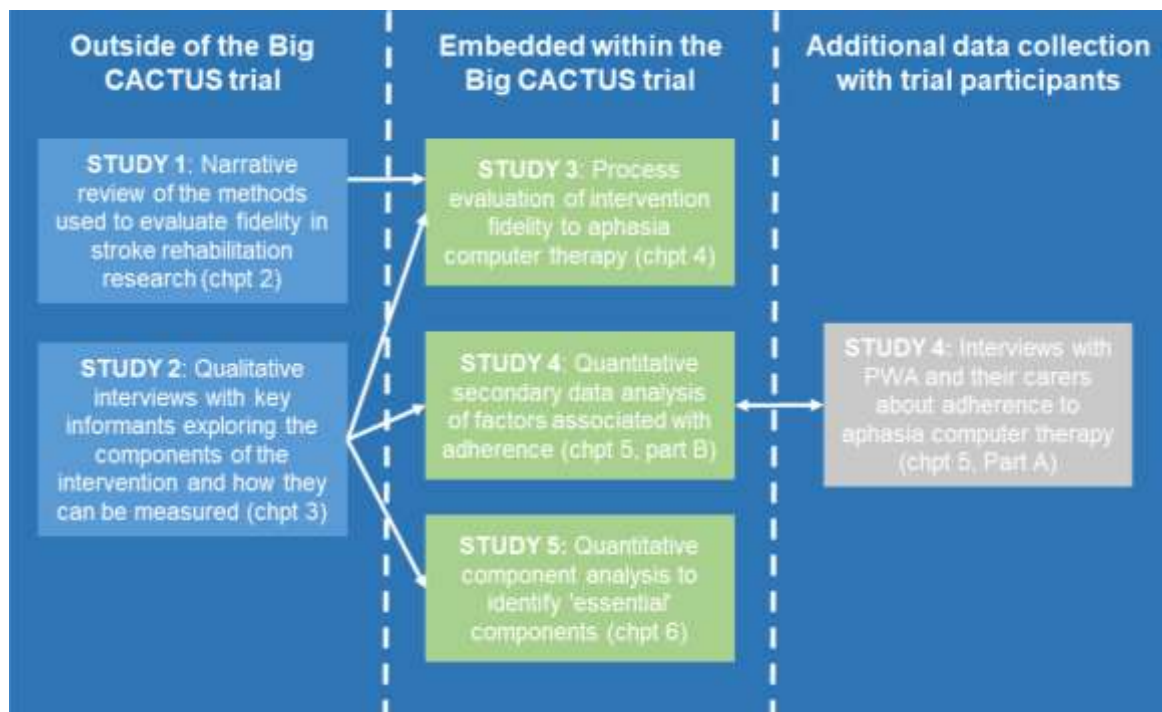 Outside of the Big
CACTUS trial
STUDY 1: Narrative
review of the methods
used to evaluate fidelity in
stroke rehabilitation
research (chpt 2)
STUDY 2: Qualitative
interviews with key
informants exploring the
components of the
intervention and how they
can be measured (chpt 3)
Embedded within the
Big CACTUS trial
STUDY 3: Process
evaluation of intervention
fidelity to aphasia
computer therapy (chpt 4)
STUDY 4: Quantitative
secondary data analysis
of factors associated with
adherence (chpt 5, part B)
STUDY 5: Quantitative
component analysis to
identify 'essential'
components (chpt 6)
Additional data collection
with trial participants
STUDY 4: Interviews with
PWA and their carers
about adherence to
aphasia computer therapy
(chpt 5, Part A)